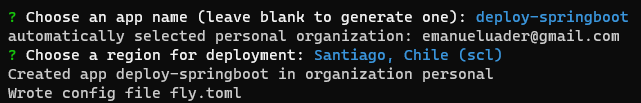 ? Choose an app name (leave blank to generate one): deploy-springboot
automatically selected personal organization: emanueluader@gmail.com
? Choose a region for deployment: Santiago, Chile (scl)
Created app deploy-springboot in organization personal
Wrote config file fly.toml